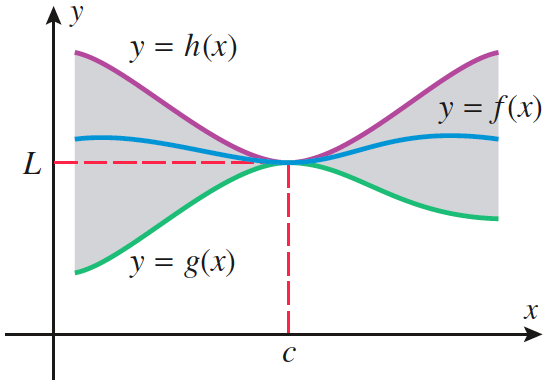 y
y = h(x)
y = f(x)
L
y = g(x)
x
c